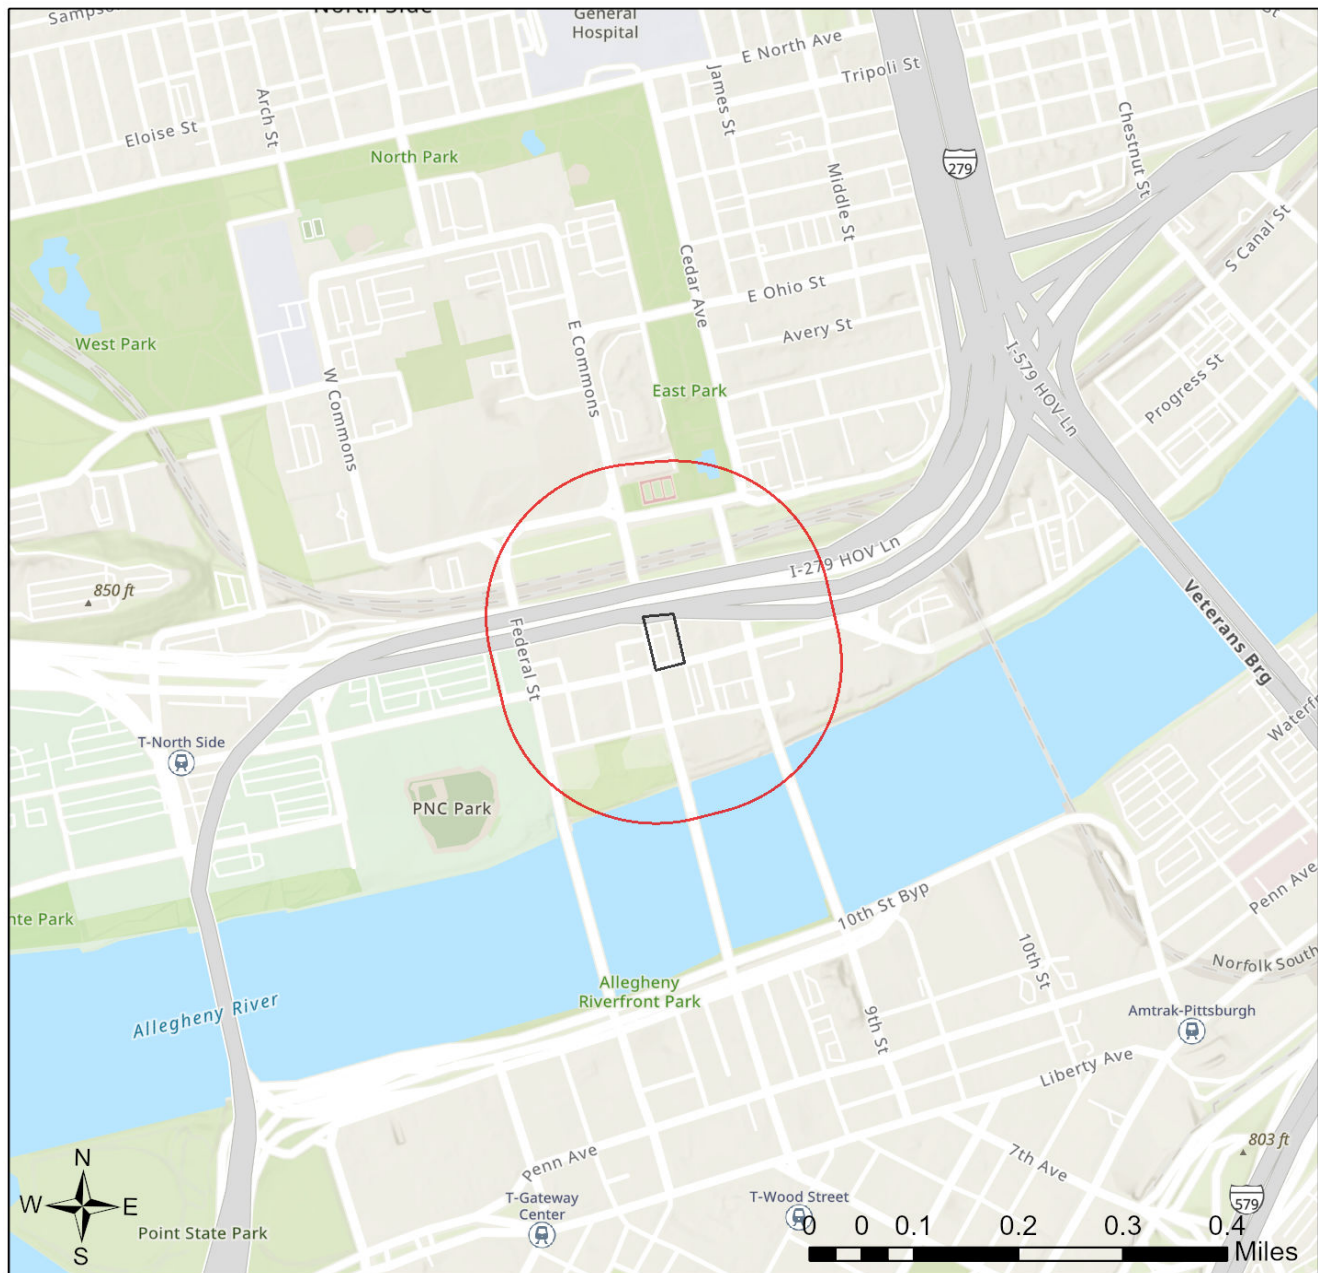 Sampson
North Side
General
Hospital
St
E North Ave
Tripoli St
James St
Arch St
Eloise St
North Park
279
Chestnut St
Middle St
S Canal St
Cedar Ave
E Ohio St
Avery St
West Park
E Commons
W Commons
East Park
I-579 HOV Ln
Progress St
850 ft
I-279 HOV Ln
Veterans Brg
Federal St
T-North Side
PNC Park
Waterfr
Penn Ave
nte Park
10th St Byp
10th St
Norfolk South
Allegheny River
Allegheny
Riverfront Park
9th St
Amtrak-Pittsburgh
Liberty Ave
803 ft
Penn Ave
7th Ave
N
W E
S
T-Gateway
Center
T-Wood Street
579
Point State Park
0 0 0.1 0.2 0.3 0.4
Miles